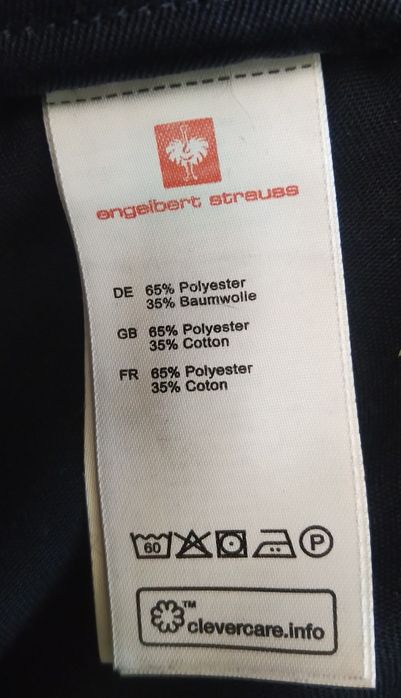 engelbert strauss
DE 65% Polyester
35% Baumwolle
GB 65% Polyester
35% Cotton
FR 65% Polyester
35% Coton
60 P
TM
clevercare.info